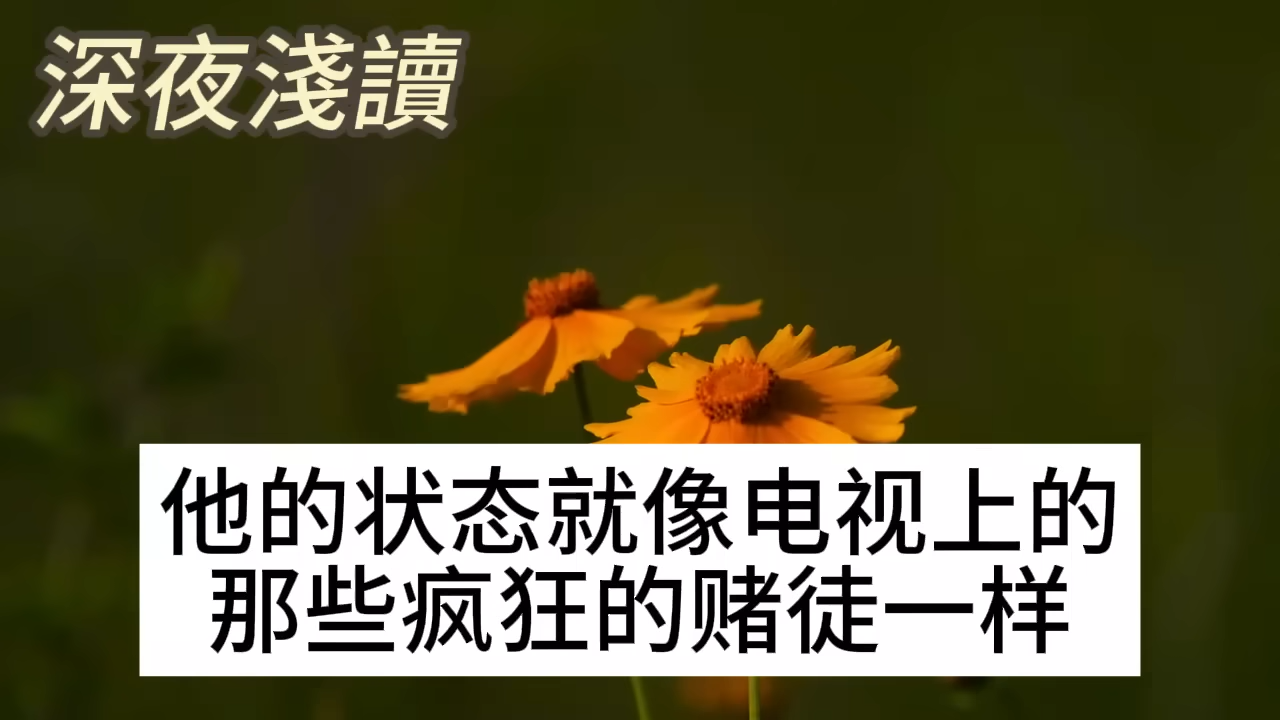 深夜淺讀
他的状态就像电视上的
那些疯狂的赌徒一样